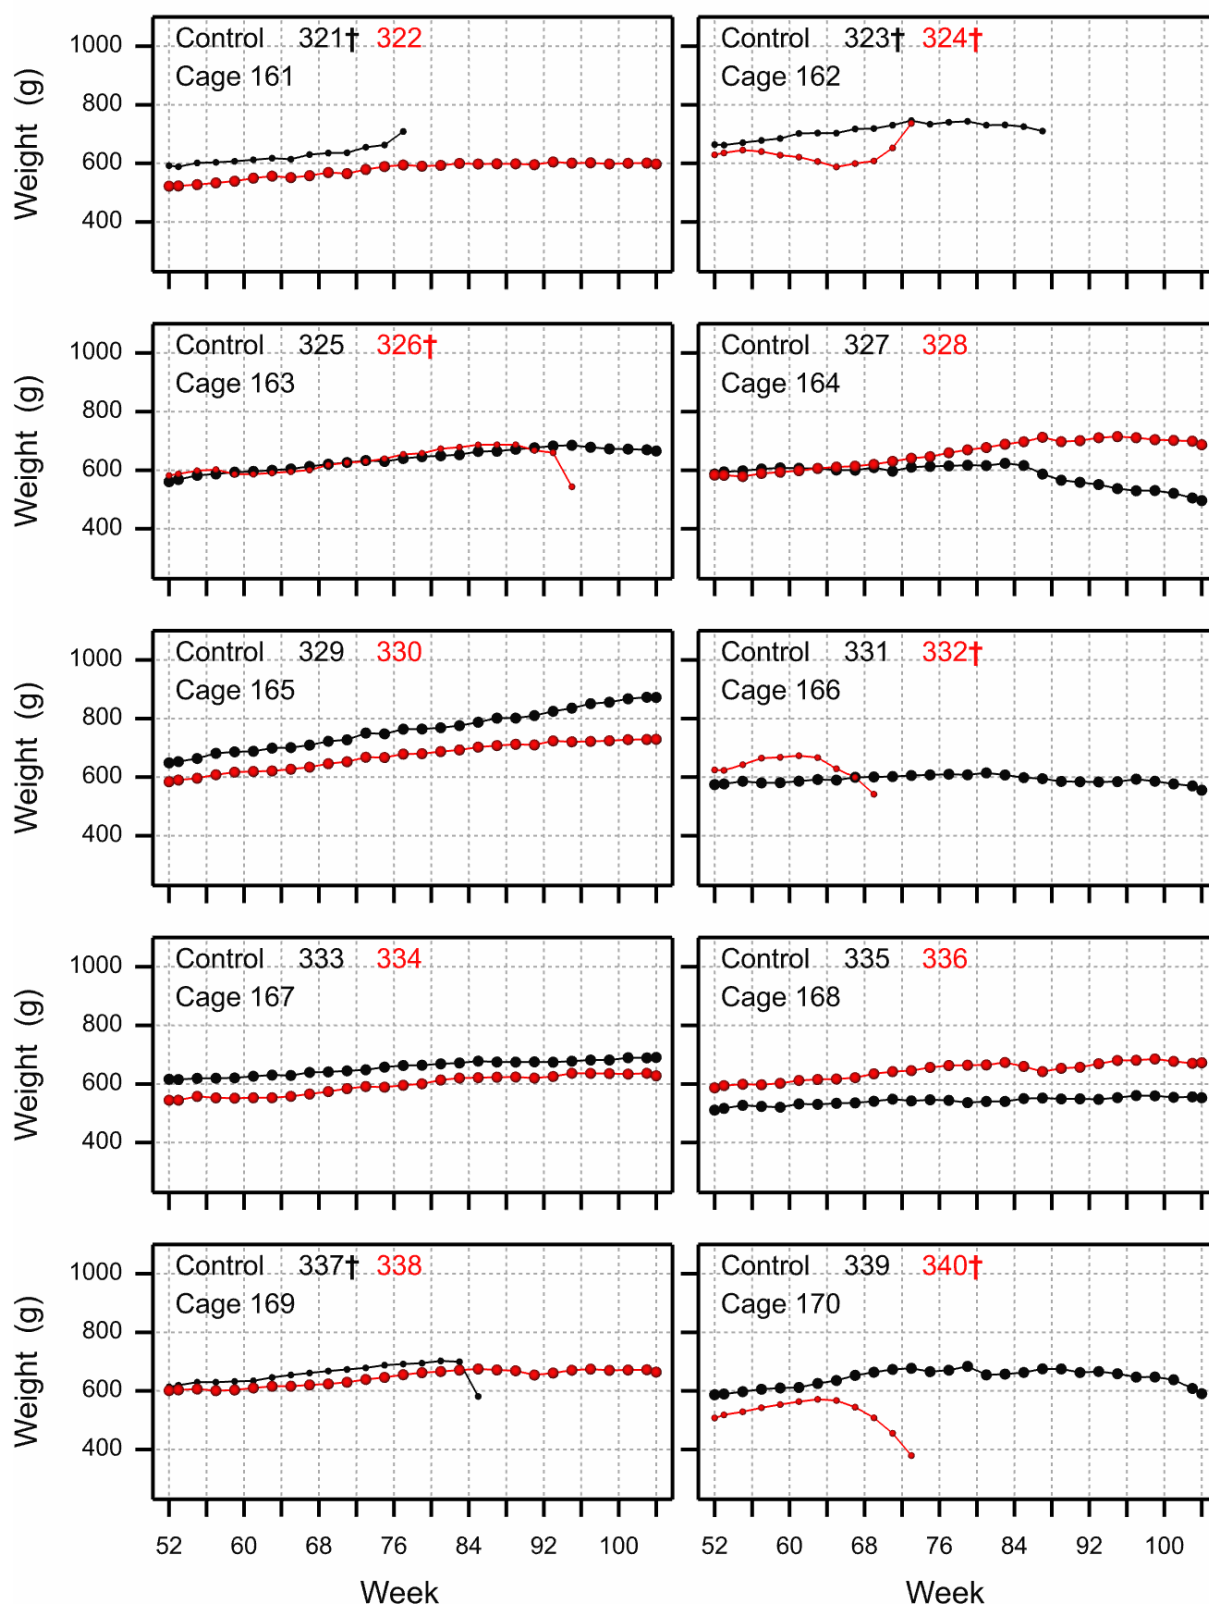 Control 321† 322
Cage 161
Control 323† 324†
Cage 162
1000
800
600
400
Weight (g)
Control 325 326†
Cage 163
Control 327 328
Cage 164
1000
800
600
400
Weight (g)
Control 329 330
Cage 165
Control 331 332†
Cage 166
1000
800
600
400
Weight (g)
Control 333 334
Cage 167
Control 335 336
Cage 168
1000
800
600
400
Weight (g)
Control 337† 338
Cage 169
Control 339 340†
Cage 170
1000
800
600
400
Weight (g)
52 60 68 76 84 92 100
52 60 68 76 84 92 100
Week
Week